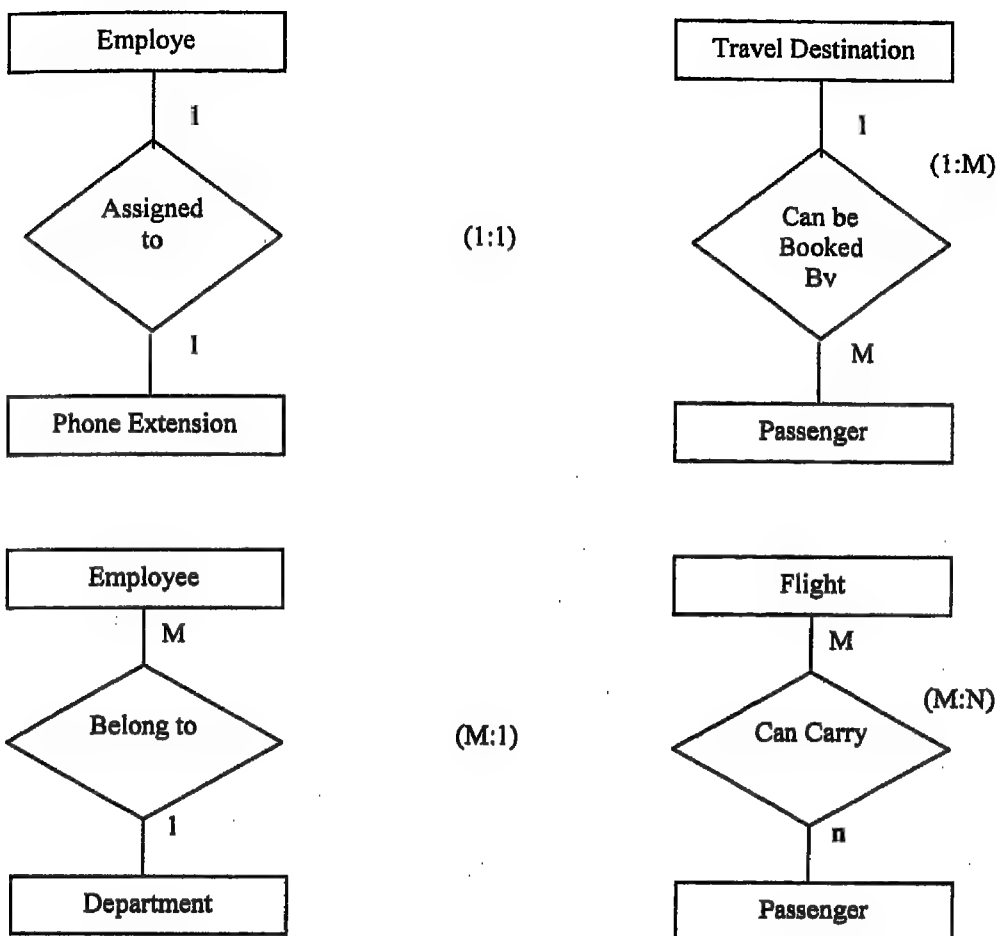 Employe
1
Assigned
to
1
Phone Extension
(1:1)
Travel Destination
1
(1:M)
Can be
Booked
Bv
M
Passenger
Employee
M
Belong to
1
Department
(M:1)
Flight
M
(M:N)
Can Carry
n
Passenger